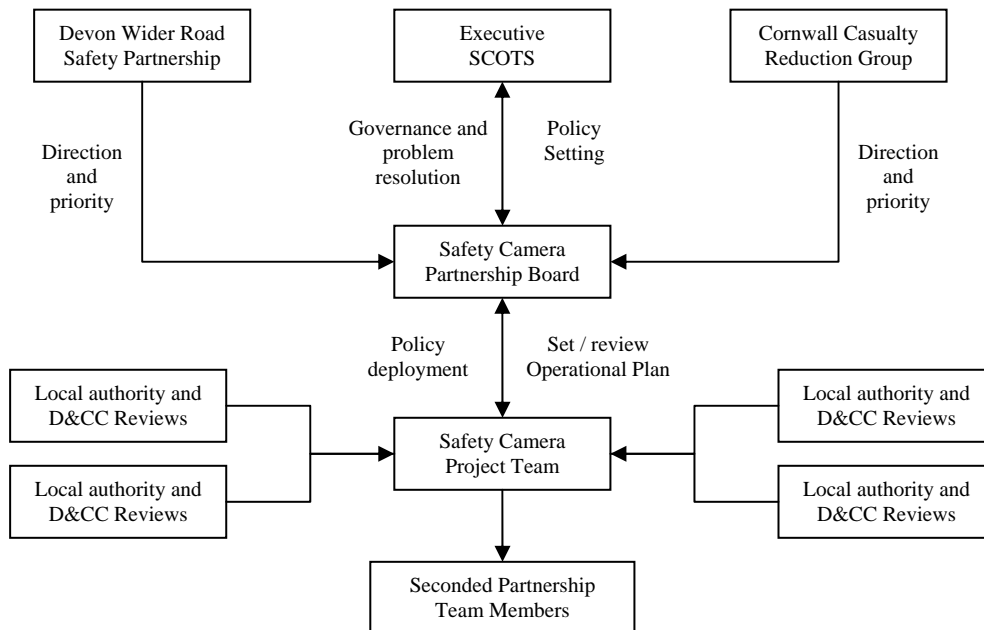 Devon Wider Road
Safety Partnership
Executive
SCOTS
Cornwall Casualty
Reduction Group
Direction
and
priority
Governance and
problem
resolution
Policy
Setting
Direction
and
priority
Safety Camera
Partnership Board
Policy
deployment
Set / review
Operational Plan
Local authority and
D&CC Reviews
Local authority and
D&CC Reviews
Safety Camera
Project Team
Local authority and
D&CC Reviews
Local authority and
D&CC Reviews
Seconded Partnership
Team Members